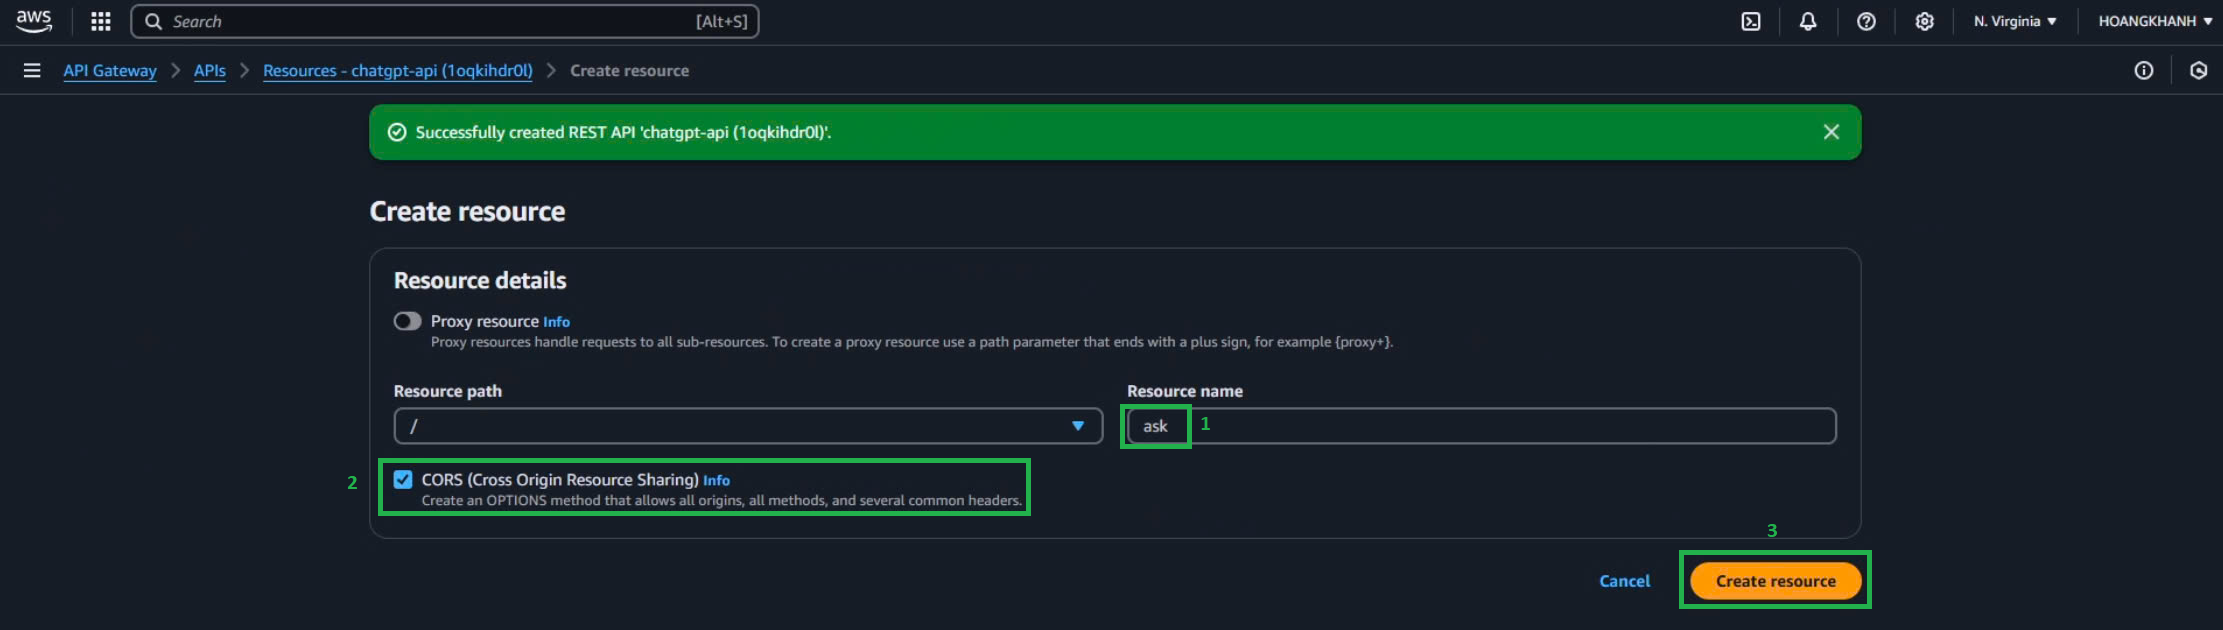 aws
Search [Alt+S]
N. Virginia ▼ HOANGKHANH ▼
API Gateway > APIs > Resources - chatgpt-api (1oqkihdr0l) > Create resource
Successfully created REST API 'chatgpt-api (1oqkihdr0l)'.
Create resource
Resource details
Proxy resource Info
Proxy resources handle requests to all sub-resources. To create a proxy resource use a path parameter that ends with a plus sign, for example {proxy+}.
Resource path
/
Resource name
ask
1
2
CORS (Cross Origin Resource Sharing) Info
Create an OPTIONS method that allows all origins, all methods, and several common headers.
3
Cancel
Create resource